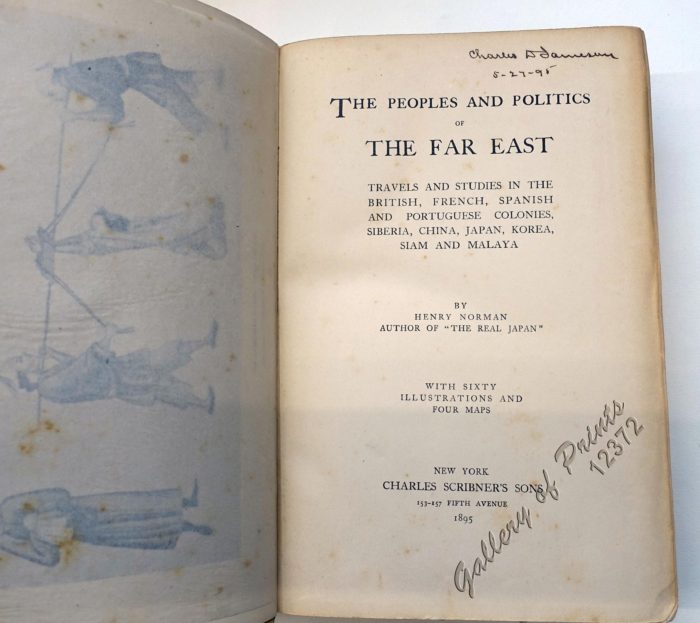 Charles D Jameson
5-27-95
THE PEOPLES AND POLITICS
OF
THE FAR EAST
TRAVELS AND STUDIES IN THE
BRITISH, FRENCH, SPANISH
AND PORTUGUESE COLONIES,
SIBERIA, CHINA, JAPAN, KOREA,
SIAM AND MALAYA
BY
HENRY NORMAN
AUTHOR OF "THE REAL JAPAN"
WITH SIXTY
ILLUSTRATIONS AND
FOUR MAPS
NEW YORK
CHARLES SCRIBNER'S SONS
153-157 FIFTH AVENUE
1895
Gallery of Prints
12372